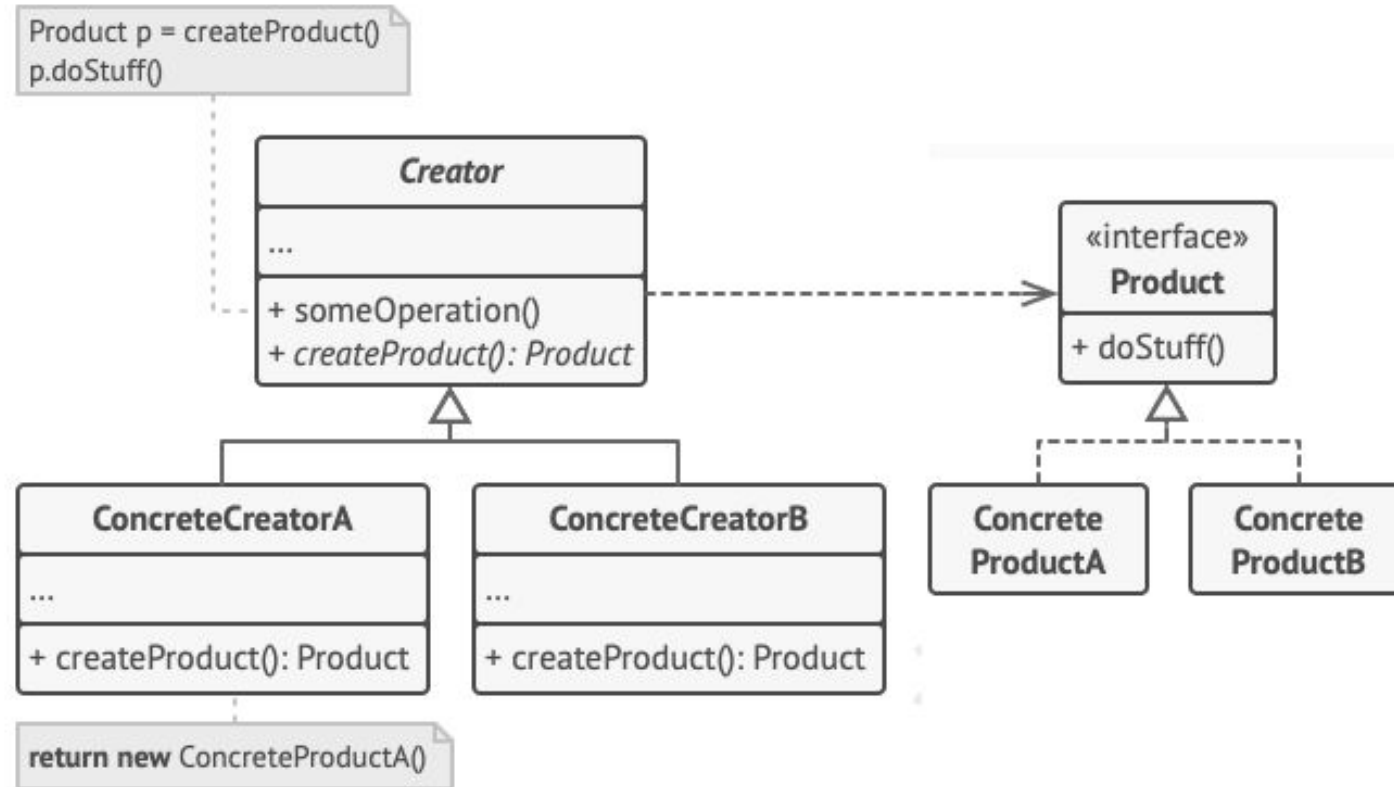 Product p = createProduct()
p.doStuff()
Creator
...
+ someOperation()
+ createProduct(): Product
«interface»
Product
+ doStuff()
ConcreteCreatorA
...
+ createProduct(): Product
ConcreteCreatorB
...
+ createProduct(): Product
Concrete
ProductA
Concrete
ProductB
return new ConcreteProductA()